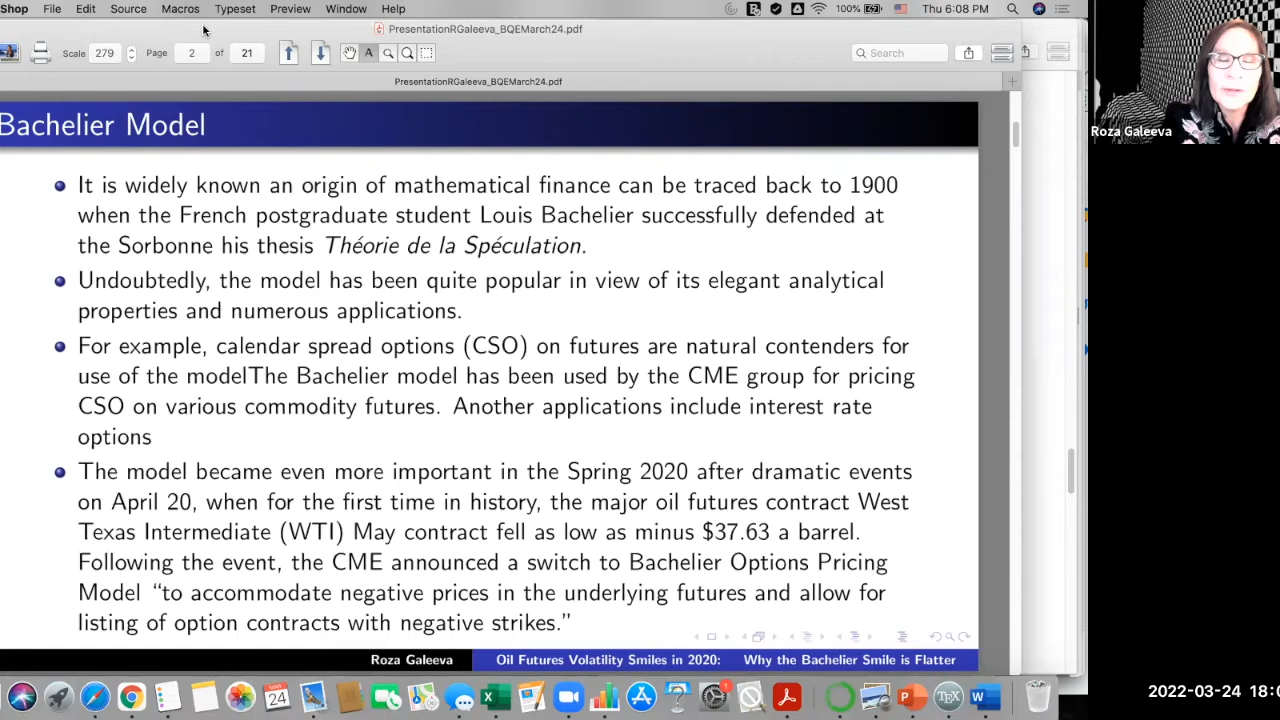 Shop File Edit Source Macros Typeset Preview Window Help 100% Thu 6:08 PM
PresentationRGaleeva_BQEMarch24.pdf
Scale 279 Page 2 of 21 A Search
PresentationRGaleeva_BQEMarch24.pdf
Roza Galeeva
Bachelier Model
It is widely known an origin of mathematical finance can be traced back to 1900
when the French postgraduate student Louis Bachelier successfully defended at
the Sorbonne his thesis Théorie de la Spéculation.
Undoubtedly, the model has been quite popular in view of its elegant analytical
properties and numerous applications.
For example, calendar spread options (CSO) on futures are natural contenders for
use of the modelThe Bachelier model has been used by the CME group for pricing
CSO on various commodity futures. Another applications include interest rate
options
The model became even more important in the Spring 2020 after dramatic events
on April 20, when for the first time in history, the major oil futures contract West
Texas Intermediate (WTI) May contract fell as low as minus $37.63 a barrel.
Following the event, the CME announced a switch to Bachelier Options Pricing
Model “to accommodate negative prices in the underlying futures and allow for
listing of option contracts with negative strikes.”
Roza Galeeva Oil Futures Volatility Smiles in 2020: Why the Bachelier Smile is Flatter
MAR 24 TEX
2022-03-24 18:0